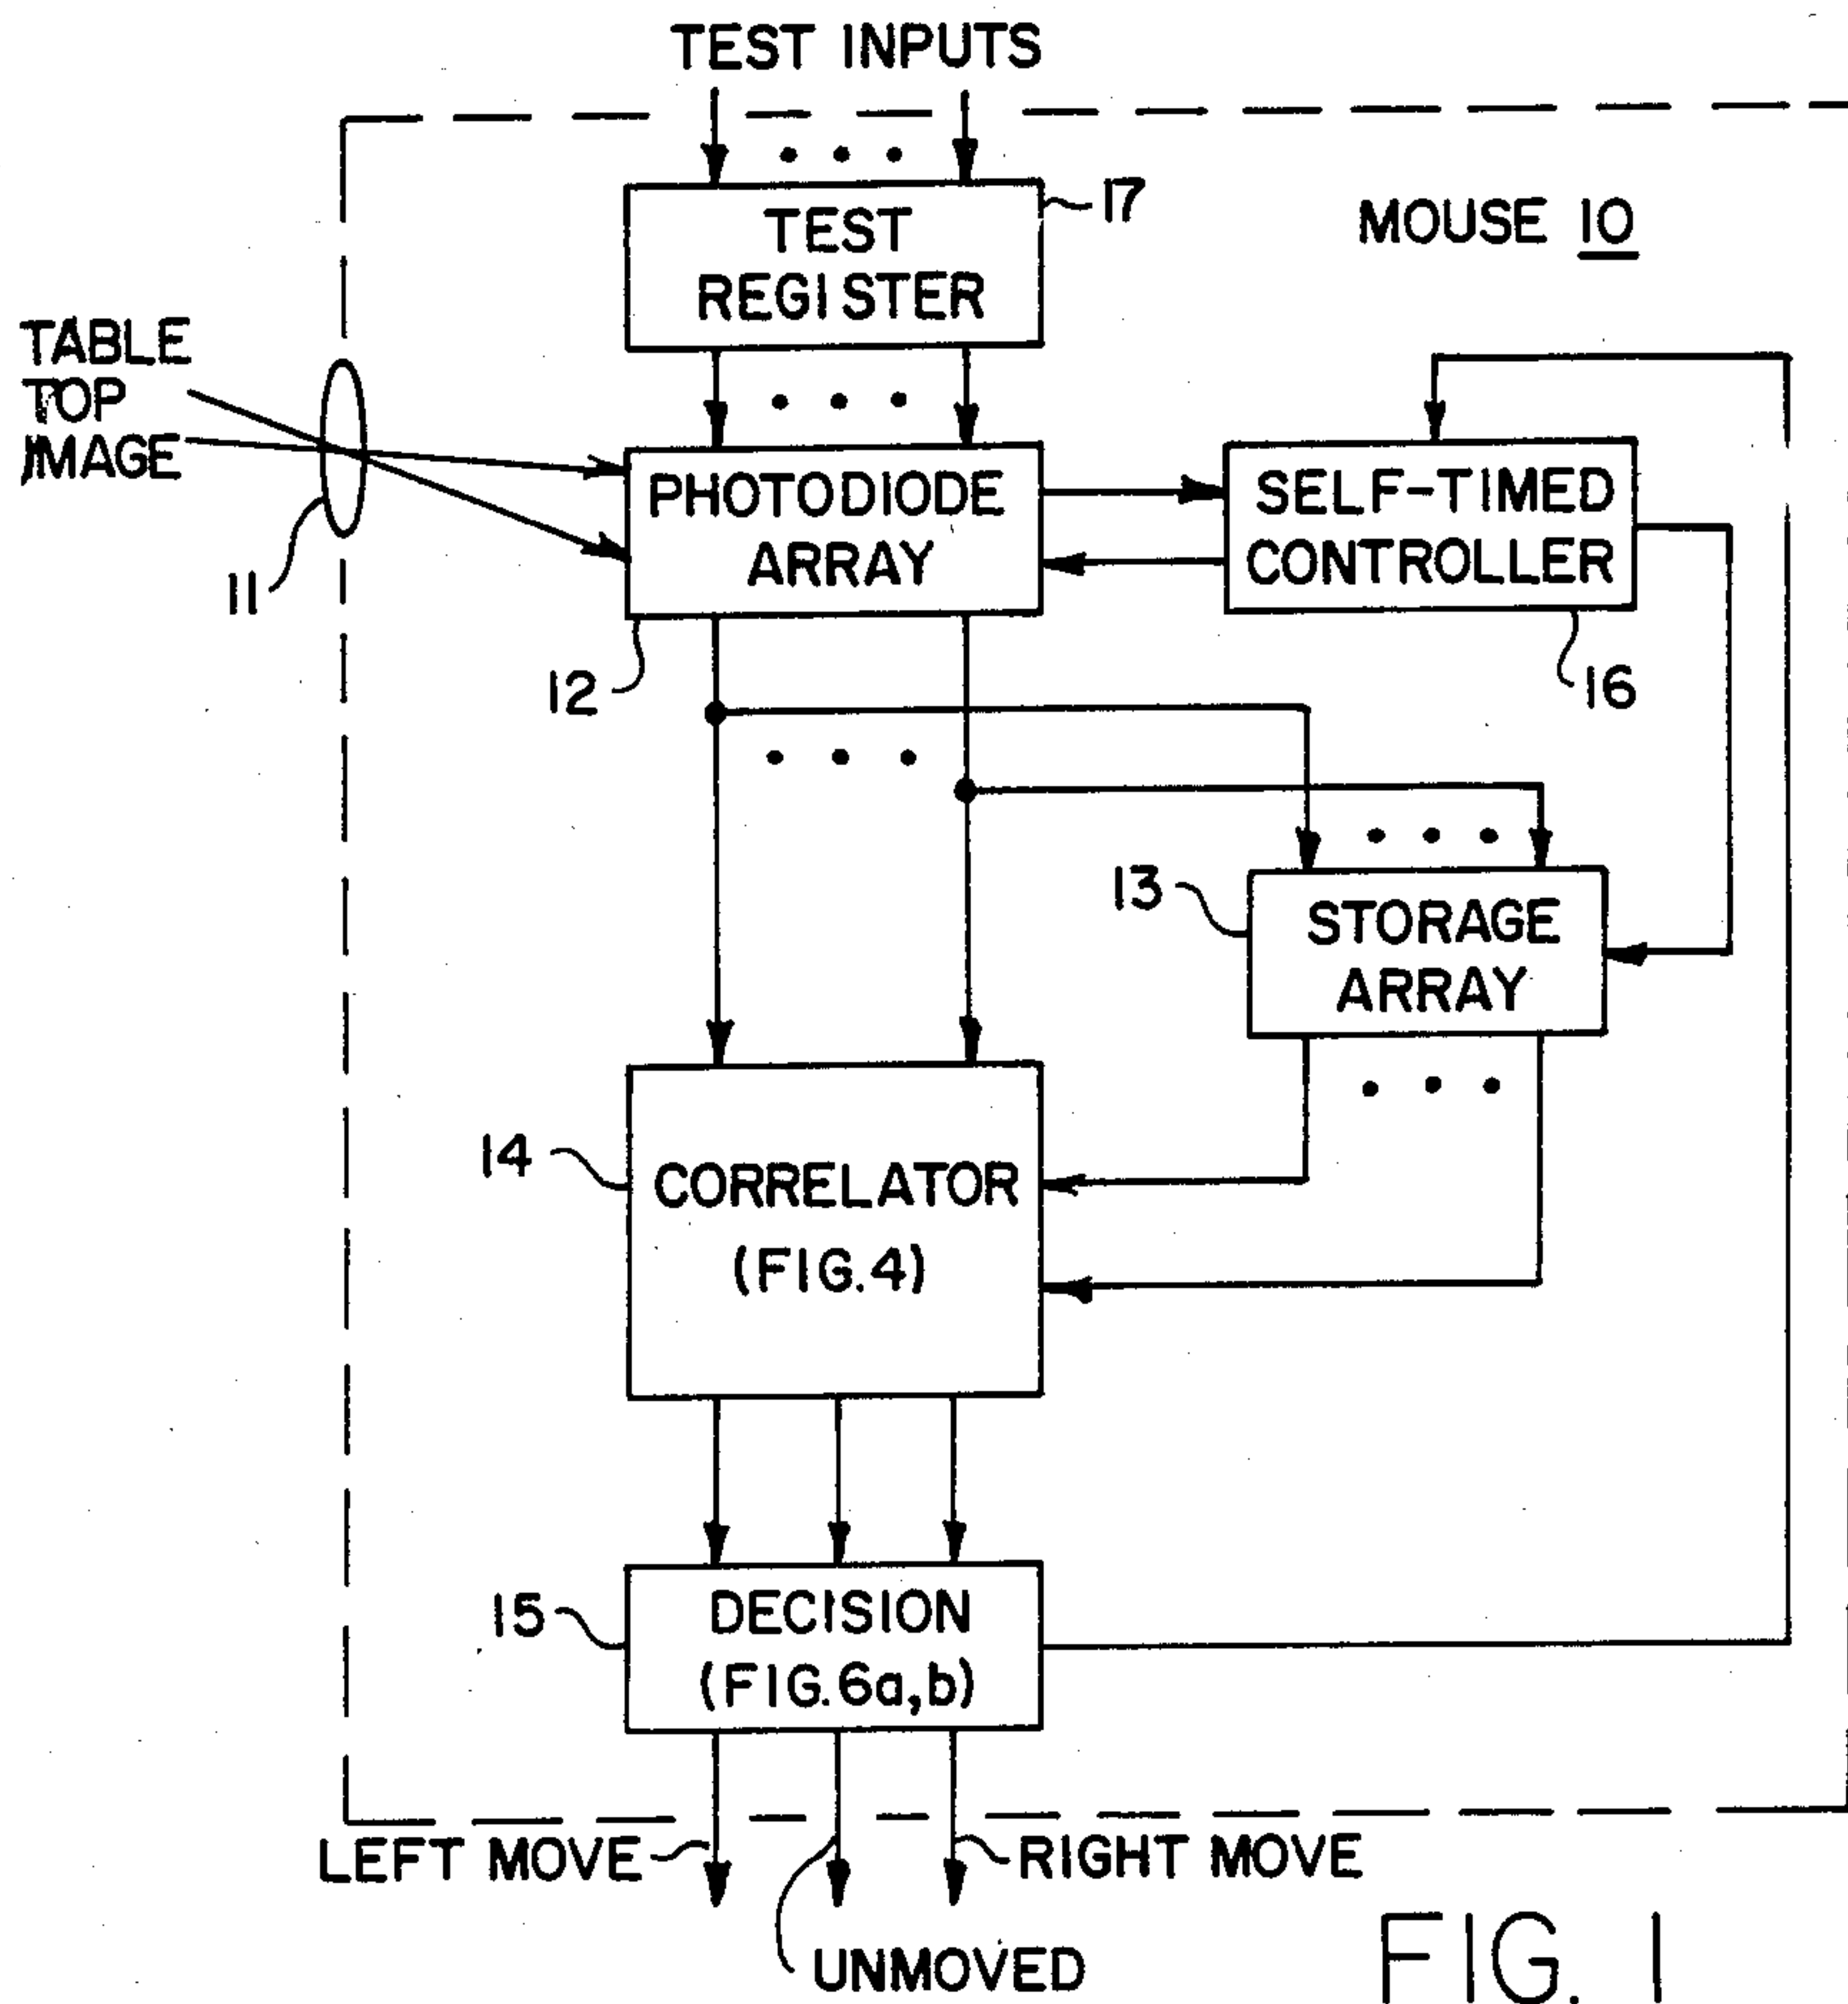 TEST INPUTS
17
TEST
REGISTER
MOUSE 10
TABLE
TOP
IMAGE
11
PHOTODIODE
ARRAY
12
SELF-TIMED
CONTROLLER
16
13
STORAGE
ARRAY
14
CORRELATOR
(FIG.4)
15
DECISION
(FIG.6a,b)
LEFT MOVE
RIGHT MOVE
UNMOVED
FIG. 1